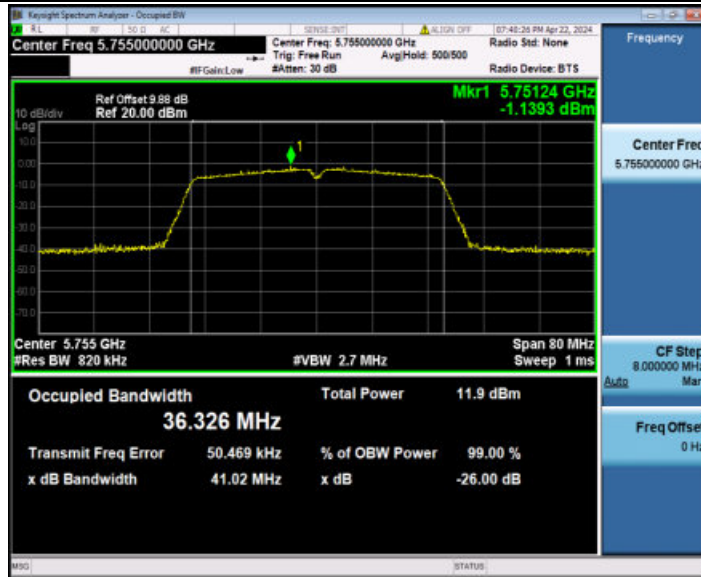 Keysight Spectrum Analyzer - Occupied BW
RL RF 50 Ω AC SENSE:INT ALIGN OFF 07:40:26 PM Apr 22, 2024
Center Freq 5.755000000 GHz
Center Freq: 5.755000000 GHz Radio Std: None
Trig: Free Run Avg|Hold: 500/500
#IFGain:Low #Atten: 30 dB Radio Device: BTS
Ref Offset 9.88 dB
10 dB/div Ref 20.00 dBm
Mkr1 5.75124 GHz
-1.1393 dBm
Log
10.0
0.00
-10.0
-20.0
-30.0
-40.0
-50.0
-60.0
-70.0
1
Center 5.755 GHz Span 80 MHz
#Res BW 820 kHz #VBW 2.7 MHz Sweep 1 ms
Occupied Bandwidth Total Power 11.9 dBm
36.326 MHz
Transmit Freq Error 50.469 kHz % of OBW Power 99.00 %
x dB Bandwidth 41.02 MHz x dB -26.00 dB
MSG STATUS
Frequency
Center Freq
5.755000000 GHz
CF Step
8.000000 MHz
Auto Man
Freq Offset
0 Hz